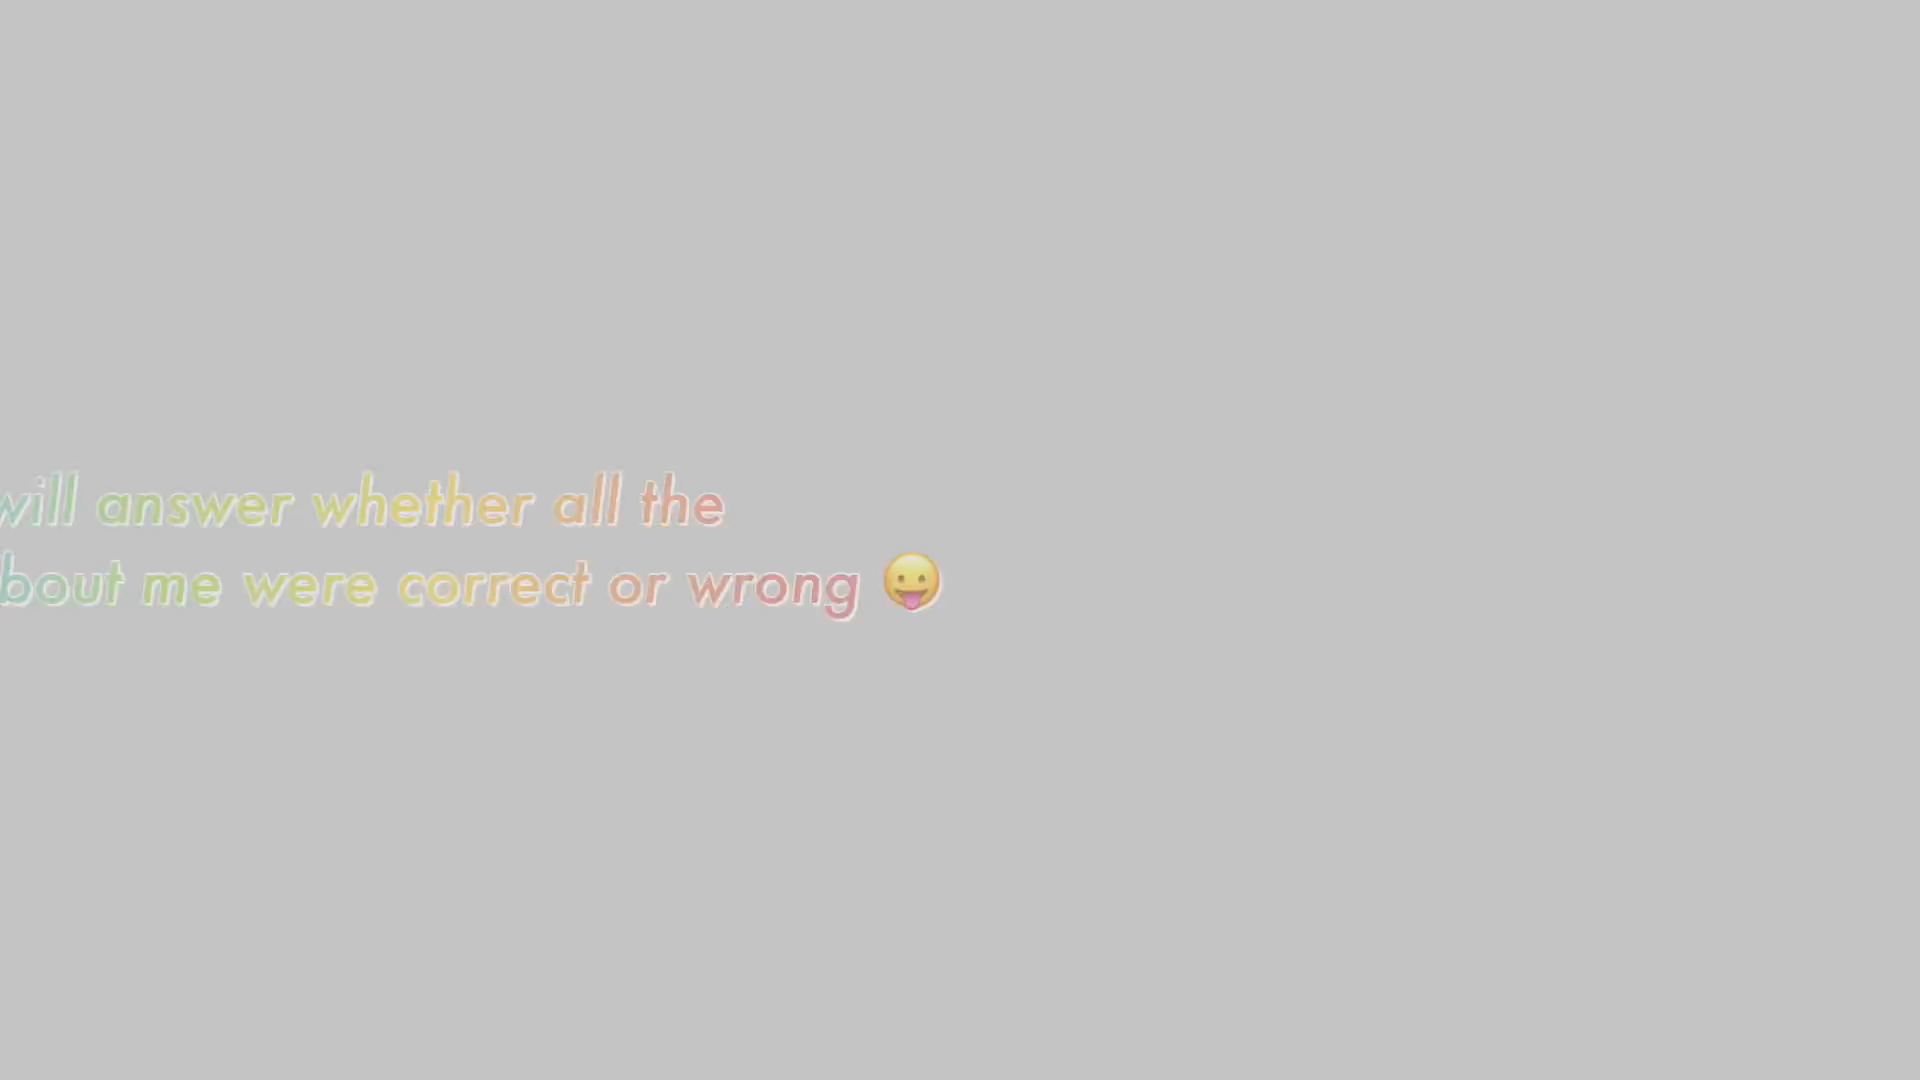 will answer whether all the
bout me were correct or wrong 😛